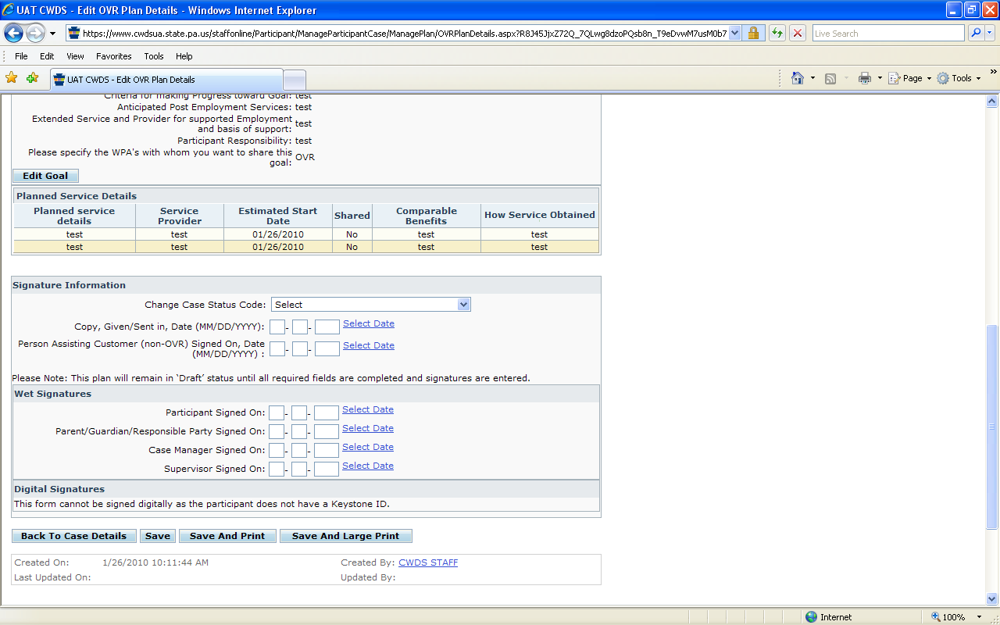 UAT CWDS - Edit OVR Plan Details - Windows Internet Explorer
https://www.cwdsua.state.pa.us/staffonline/Participant/ManageParticipantCase/ManagePlan/OVRPlanDetails.aspx?R8J45JjxZ72Q_7QLwg8dzoPQsb8n_T9eDvwM7usM0b7
Live Search
File Edit View Favorites Tools Help
UAT CWDS - Edit OVR Plan Details
Page Tools
Criteria for making Progress toward Goal: test
Anticipated Post Employment Services: test
Extended Service and Provider for supported Employment
and basis of support: test
Participant Responsibility: test
Please specify the WPA's with whom you want to share this
goal: OVR
Edit Goal
Planned Service Details
Planned service details Service Provider Estimated Start Date Shared Comparable Benefits How Service Obtained
test test 01/26/2010 No test test
test test 01/26/2010 No test test
Signature Information
Change Case Status Code: Select
Copy, Given/Sent in, Date (MM/DD/YYYY): - - Select Date
Person Assisting Customer (non-OVR) Signed On, Date
(MM/DD/YYYY) : - - Select Date
Please Note: This plan will remain in ‘Draft’ status until all required fields are completed and signatures are entered.
Wet Signatures
Participant Signed On: - - Select Date
Parent/Guardian/Responsible Party Signed On: - - Select Date
Case Manager Signed On: - - Select Date
Supervisor Signed On: - - Select Date
Digital Signatures
This form cannot be signed digitally as the participant does not have a Keystone ID.
Back To Case Details Save Save And Print Save And Large Print
Created On: 1/26/2010 10:11:44 AM Created By: CWDS STAFF
Last Updated On: Updated By:
Internet 100%